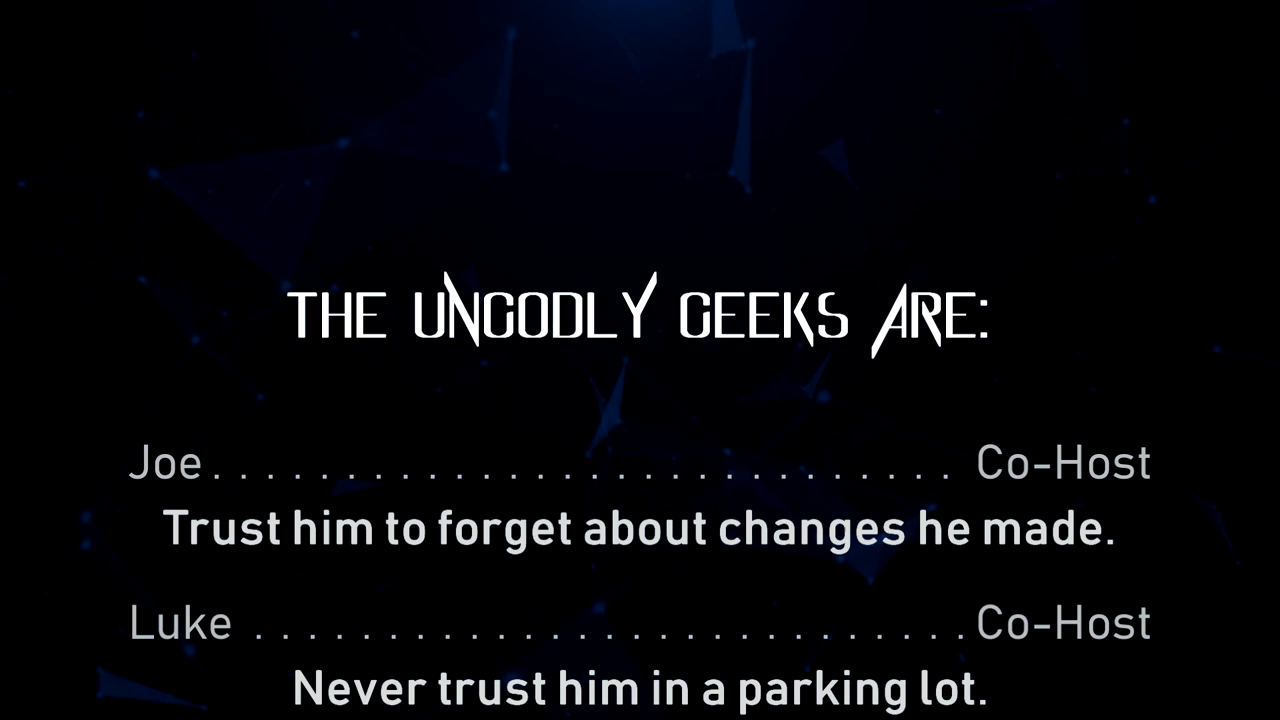 THE UNGODLY GEEKS ARE:
Joe . . . . . . . . . . . . . . . . . . . . . . . . . . . . Co-Host
Trust him to forget about changes he made.
Luke . . . . . . . . . . . . . . . . . . . . . . . . . . . Co-Host
Never trust him in a parking lot.